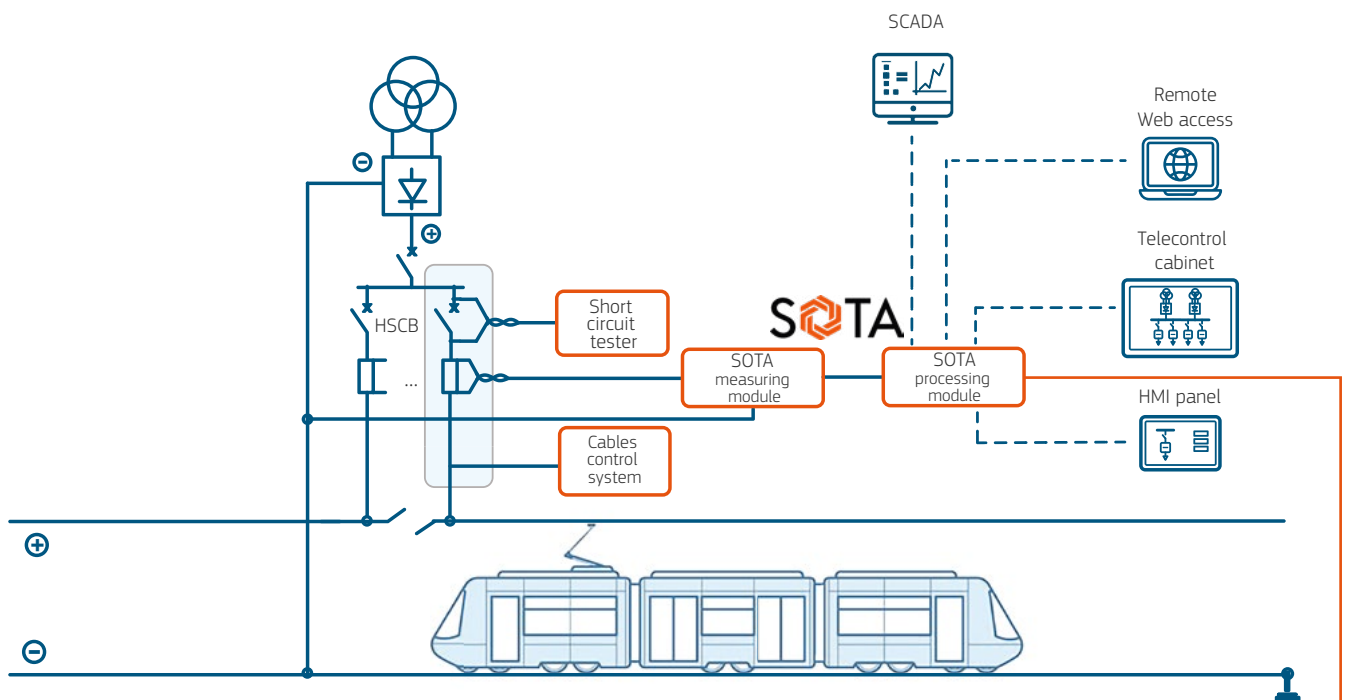 SCADA
Remote
Web access
Telecontrol
cabinet
HSCB
...
Short
circuit
tester
SOTA
SOTA
measuring
module
SOTA
processing
module
HMI panel
Cables
control
system